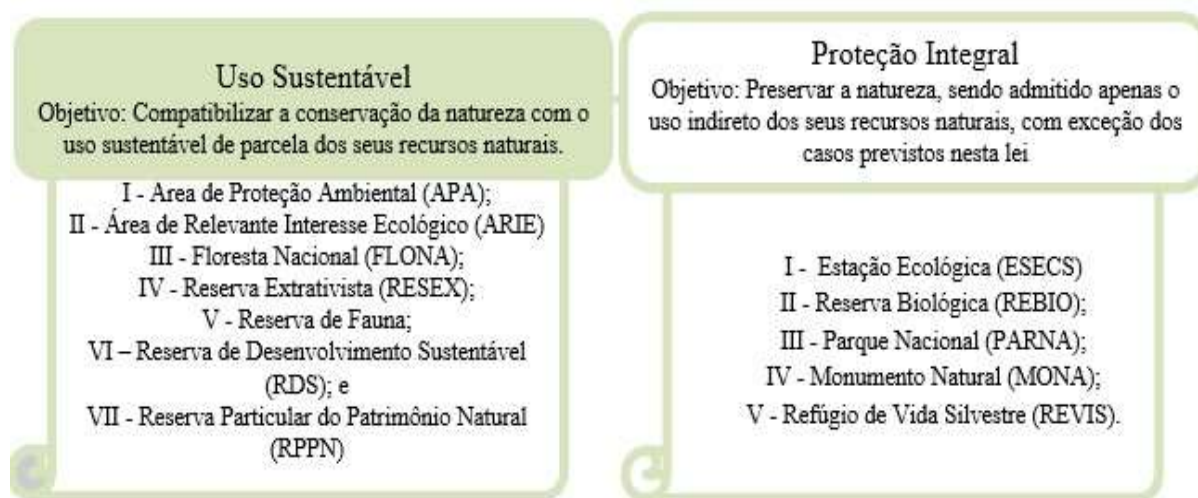 Uso Sustentável
Objetivo: Compatibilizar a conservação da natureza com o
uso sustentável de parcela dos seus recursos naturais.
I - Area de Proteção Ambiental (APA);
II - Área de Relevante Interesse Ecológico (ARIE)
III - Floresta Nacional (FLONA);
IV - Reserva Extrativista (RESEX);
V - Reserva de Fauna;
VI – Reserva de Desenvolvimento Sustentável
(RDS); e
VII - Reserva Particular do Patrimônio Natural
(RPPN)
Proteção Integral
Objetivo: Preservar a natureza, sendo admitido apenas o
uso indireto dos seus recursos naturais, com exceção dos
casos previstos nesta lei
I - Estação Ecológica (ESECS)
II - Reserva Biológica (REBIO);
III - Parque Nacional (PARNA);
IV - Monumento Natural (MONA);
V - Refúgio de Vida Silvestre (REVIS).